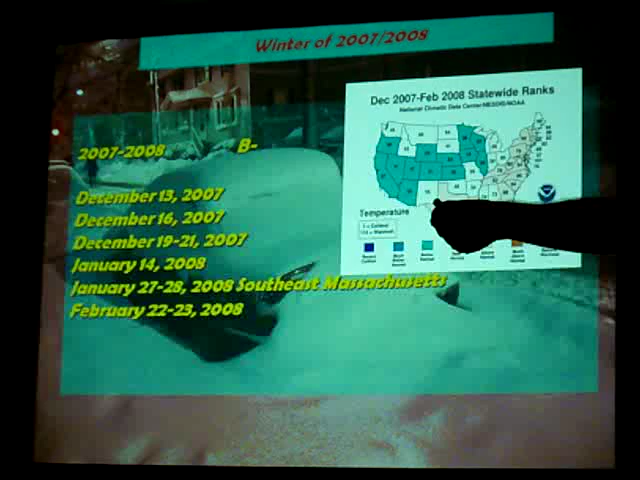 Winter of 2007/2008
2007-2008 B-
December 13, 2007
December 16, 2007
December 19-21, 2007
January 14, 2008
January 27-28, 2008 Southeast Massachusetts
February 22-23, 2008
Dec 2007-Feb 2008 Statewide Ranks
National Climatic Data Center/NESDIS/NOAA
Temperature